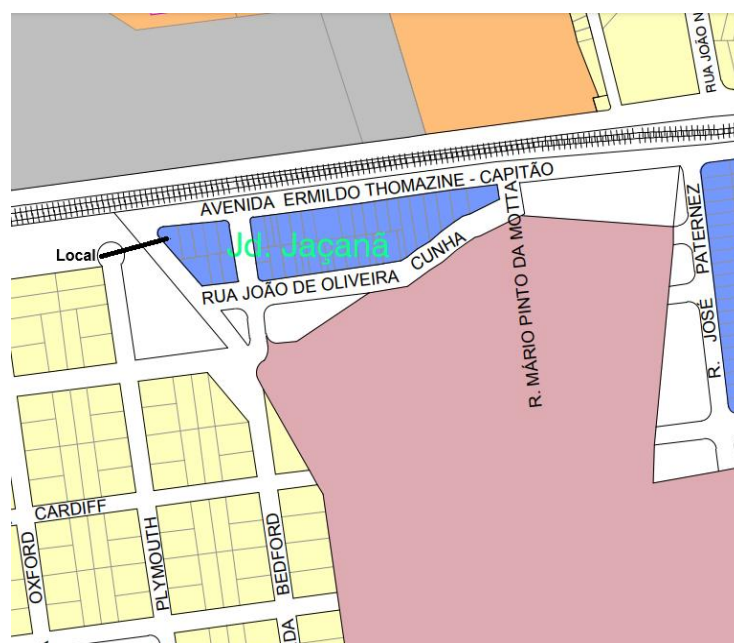 RUA JOÃO N
AVENIDA ERMILDO THOMAZINE - CAPITÃO
Local
Jd. Jaçanã
RUA JOÃO DE OLIVEIRA CUNHA
R. MÁRIO PINTO DA MOTTA
R. JOSÉ PATERNEZ
CARDIFF
OXFORD
PLYMOUTH
BEDFORD
DA